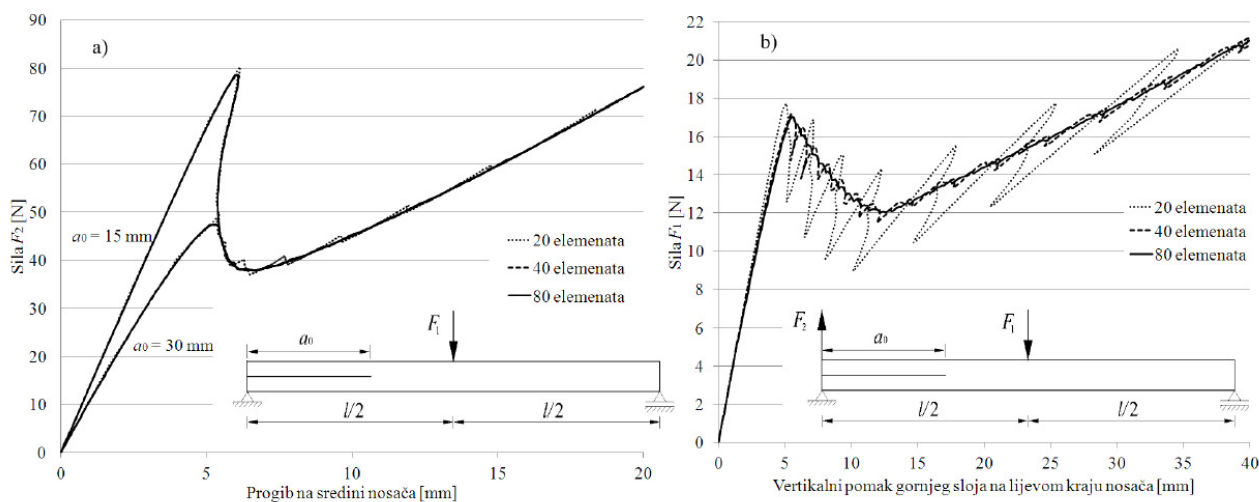 a)
Sila F₂ [N]
90
80
70
60
50
40
30
20
10
0
a₀ = 15 mm
a₀ = 30 mm
20 elemenata
40 elemenata
80 elemenata
F₁
a₀
l/2
l/2
0
5
10
15
20
Progib na sredini nosača [mm]
b)
Sila F₁ [N]
22
20
18
16
14
12
10
8
6
4
2
0
20 elemenata
40 elemenata
80 elemenata
F₂
F₁
a₀
l/2
l/2
0
5
10
15
20
25
30
35
40
Vertikalni pomak gornjeg sloja na lijevom kraju nosača [mm]